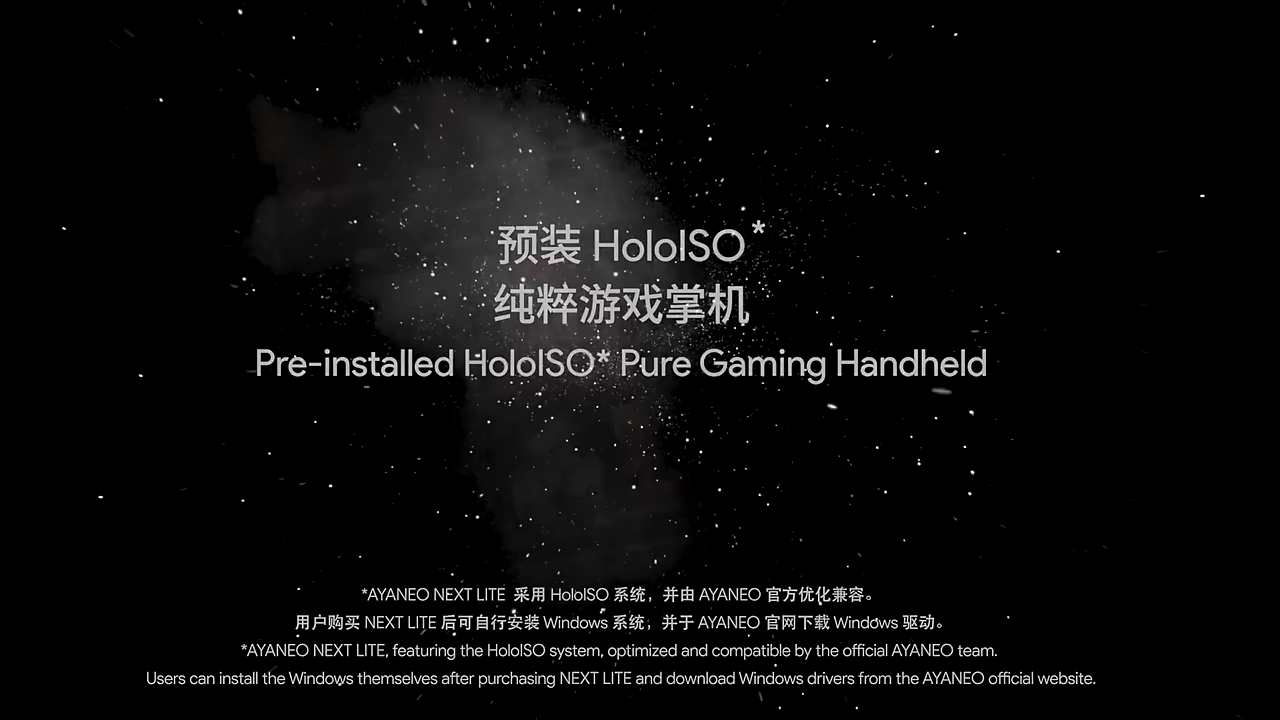 预装 HoloISO*
纯粹游戏掌机
Pre-installed HoloISO* Pure Gaming Handheld
*AYANEO NEXT LITE 采用 HoloISO 系统，并由 AYANEO 官方优化兼容。
用户购买 NEXT LITE 后可自行安装 Windows 系统，并于 AYANEO 官网下载 Windows 驱动。
*AYANEO NEXT LITE, featuring the HoloISO system, optimized and compatible by the official AYANEO team.
Users can install the Windows themselves after purchasing NEXT LITE and download Windows drivers from the AYANEO official website.